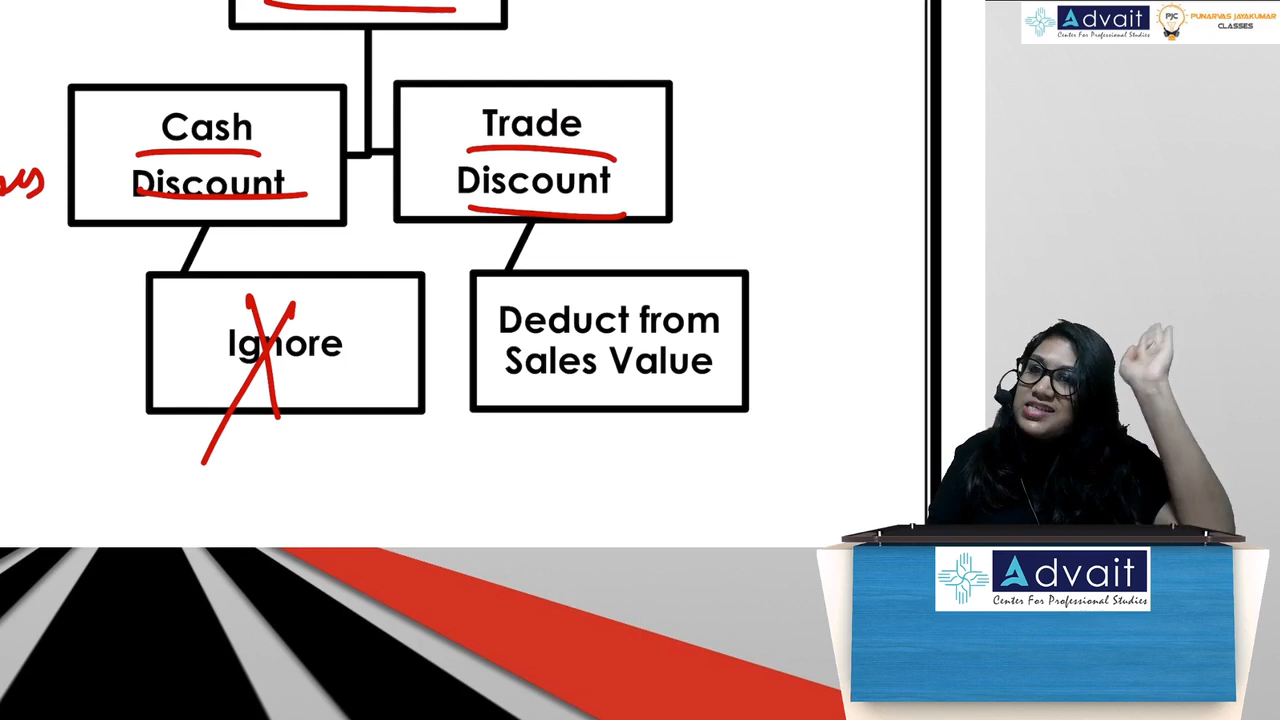 Advait
Center For Professional Studies
PJC
PUNARVAS JAYAKUMAR
CLASSES
Cash
Discount
Trade
Discount
Ignore
Deduct from
Sales Value
Advait
Center For Professional Studies